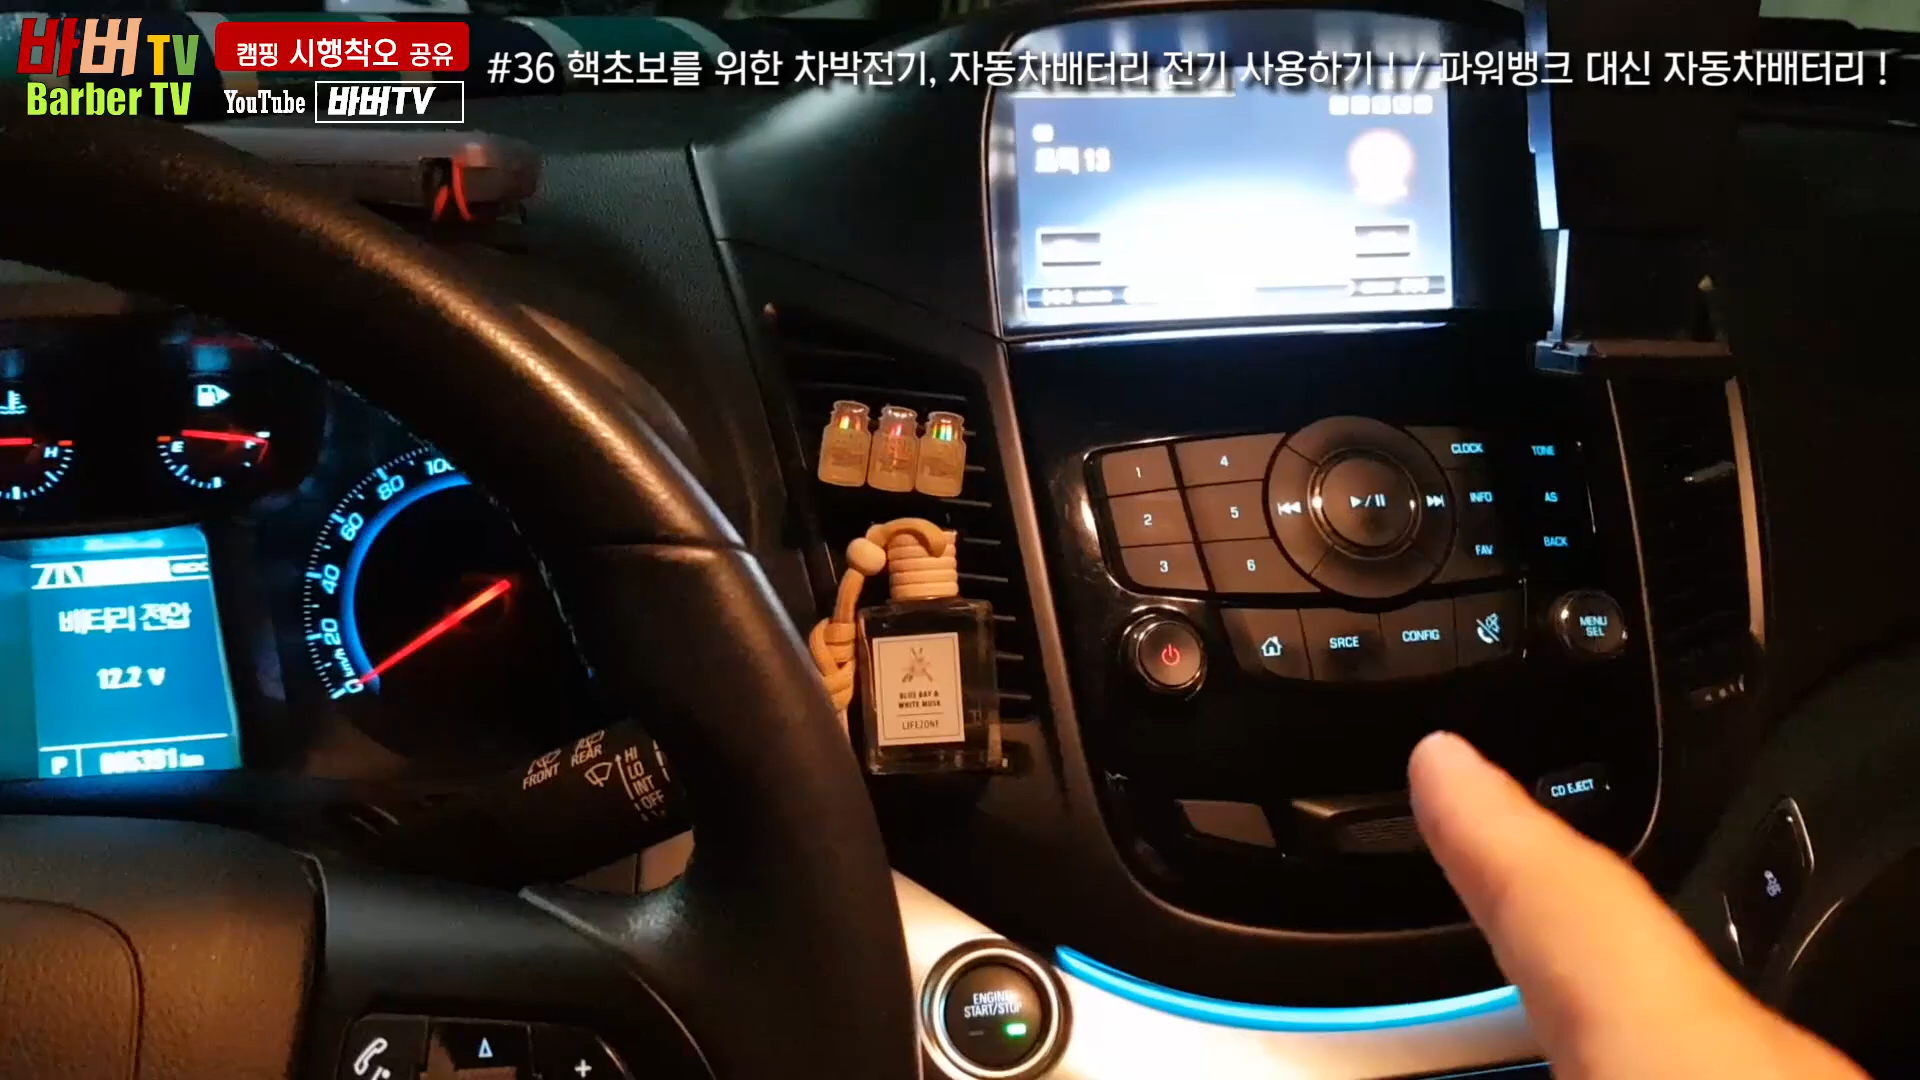 바버TV
Barber TV
캠핑 시행착오 공유
YouTube 바버TV
#36 핵초보를 위한 차박전기, 자동차배터리 전기 사용하기 ! / 파워뱅크 대신 자동차배터리 !
트랙 13
H
E
F
배터리 전압
12.2 V
P
0
20
40
60
80
100
FRONT
REAR
HI
LO
INT
OFF
BLUE BAY &
WHITE MUSK
LIFEZONE
1
2
3
4
5
6
CLOCK
TONE
INFO
AS
FAV
BACK
SRCE
CONFIG
MENU
SEL
CD EJECT
ENGINE
START/STOP